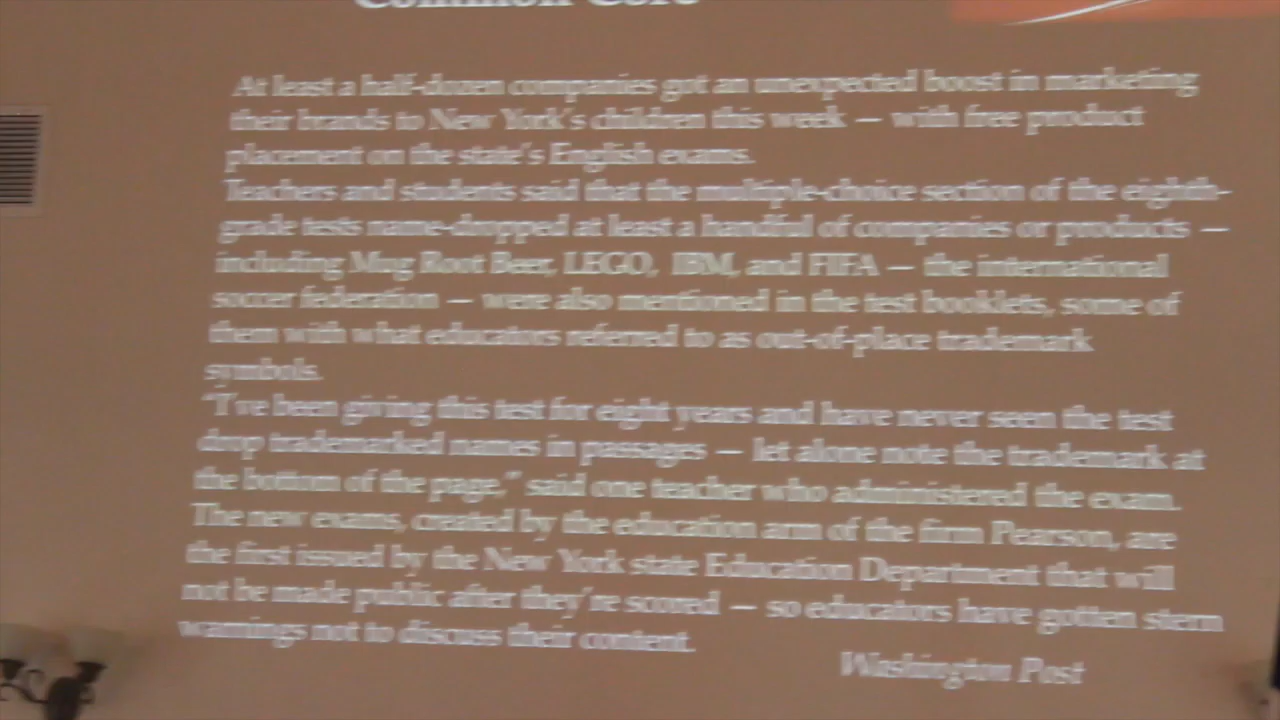 Common Core
At least a half-dozen companies got an unexpected boost in marketing
their brands to New York's children this week — with free product
placement on the state's English exams.
Teachers and students said that the multiple-choice section of the eighth-
grade tests name-dropped at least a handful of companies or products —
including Mug Root Beer, LEGO, IBM, and FIFA — the international
soccer federation — were also mentioned in the test booklets, some of
them with what educators referred to as out-of-place trademark
symbols.
"I've been giving this test for eight years and have never seen the test
drop trademarked names in passages — let alone note the trademark at
the bottom of the page," said one teacher who administered the exam.
The new exams, created by the education arm of the firm Pearson, are
the first issued by the New York state Education Department that will
not be made public after they're scored — so educators have gotten stern
warnings not to discuss their content.
Washington Post